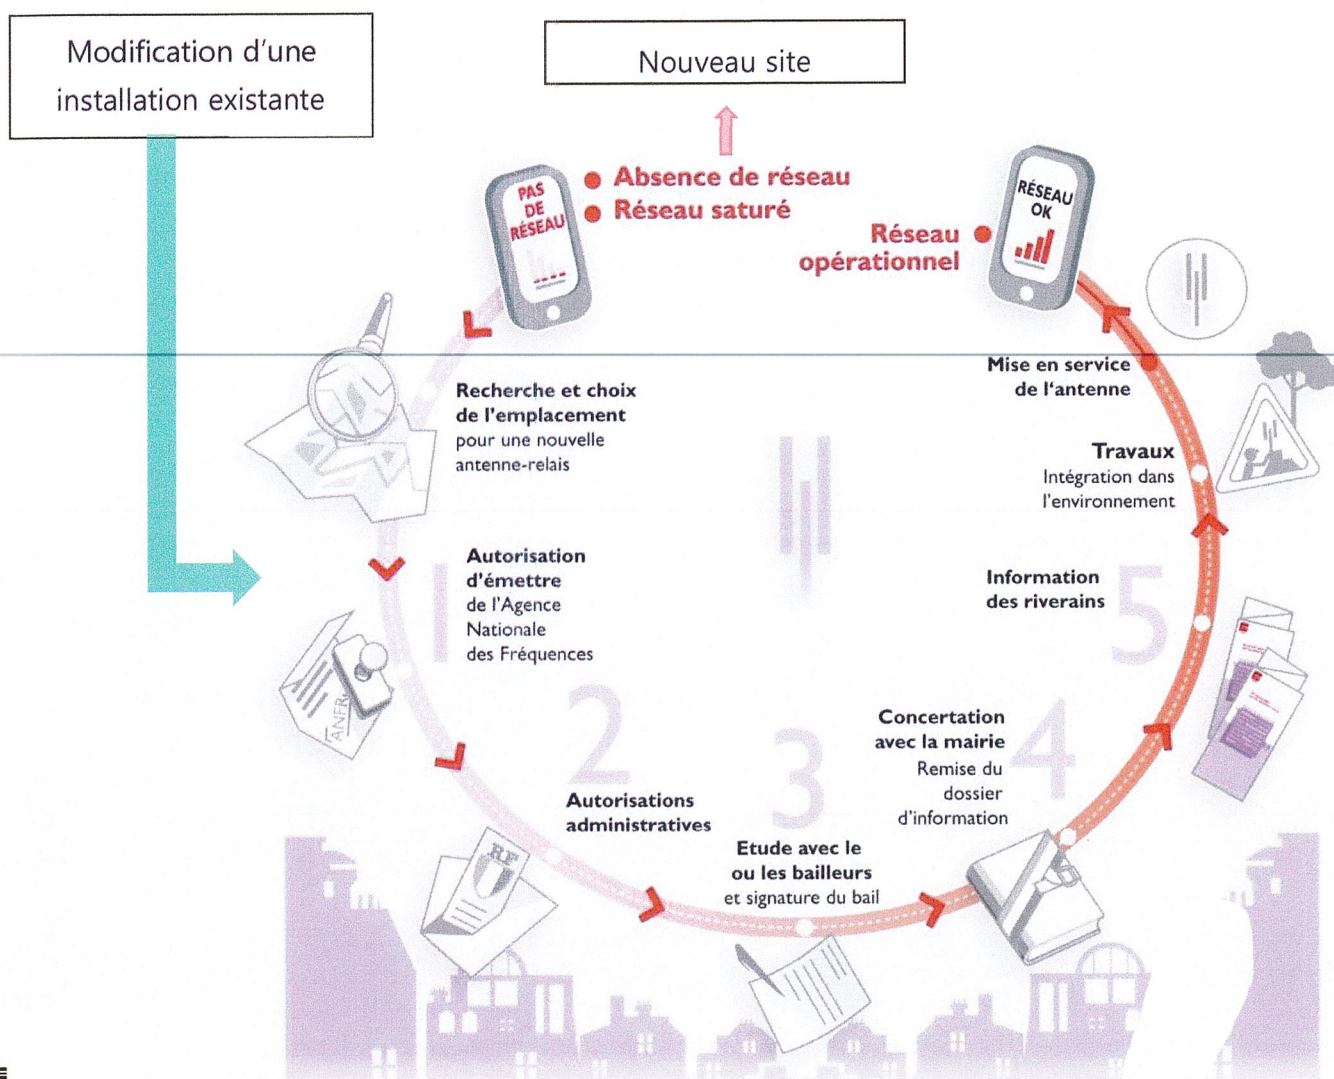 Modification d'une
installation existante
Nouveau site
PAS
DE
RÉSEAU
Absence de réseau
Réseau saturé
Réseau
opérationnel
RÉSEAU
OK
Recherche et choix
de l'emplacement
pour une nouvelle
antenne-relais
1
Autorisation
d'émettre
de l'Agence
Nationale
des Fréquences
ANFR
2
Autorisations
administratives
RF
3
Etude avec le
ou les bailleurs
et signature du bail
4
Concertation
avec la mairie
Remise du
dossier
d'information
5
Information
des riverains
Travaux
Intégration dans
l'environnement
Mise en service
de l'antenne